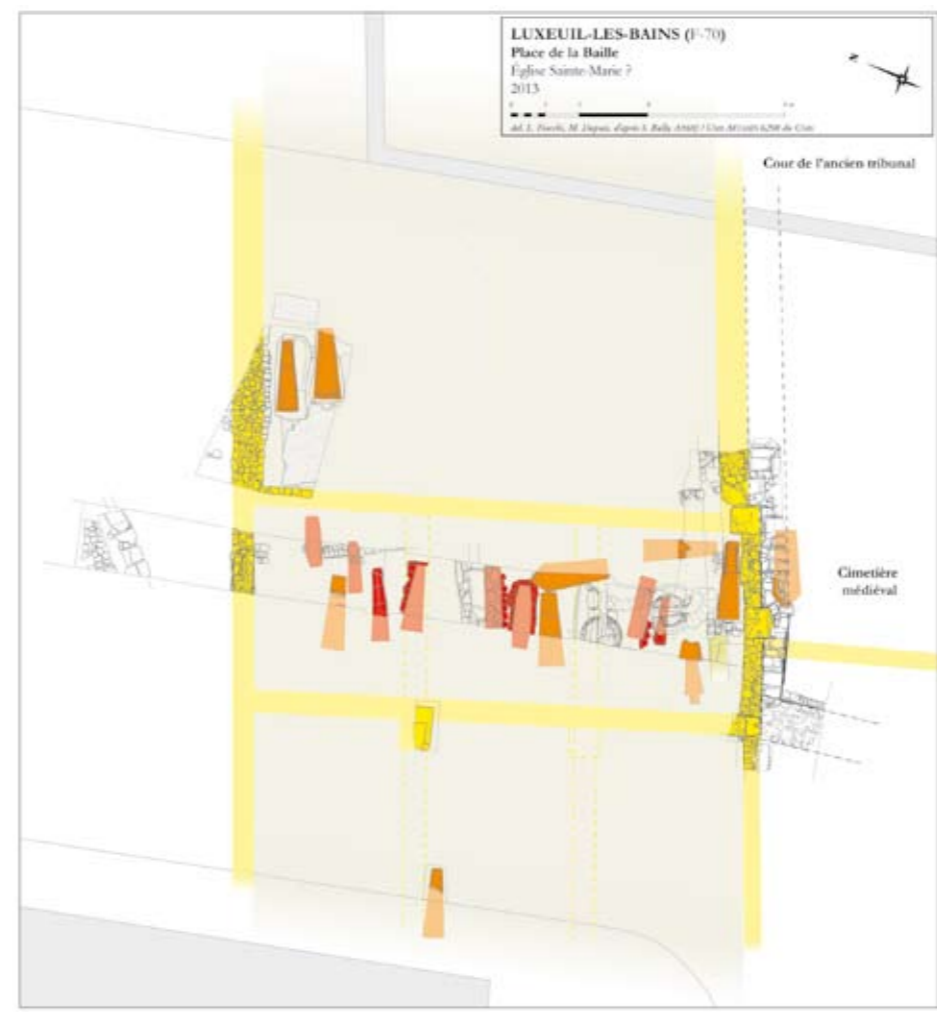 LUXEUIL-LES-BAINS (F-70)
Place de la Baille
Église Sainte-Marie ?
2013
Cour de l'ancien tribunal
Cimetière
médiéval